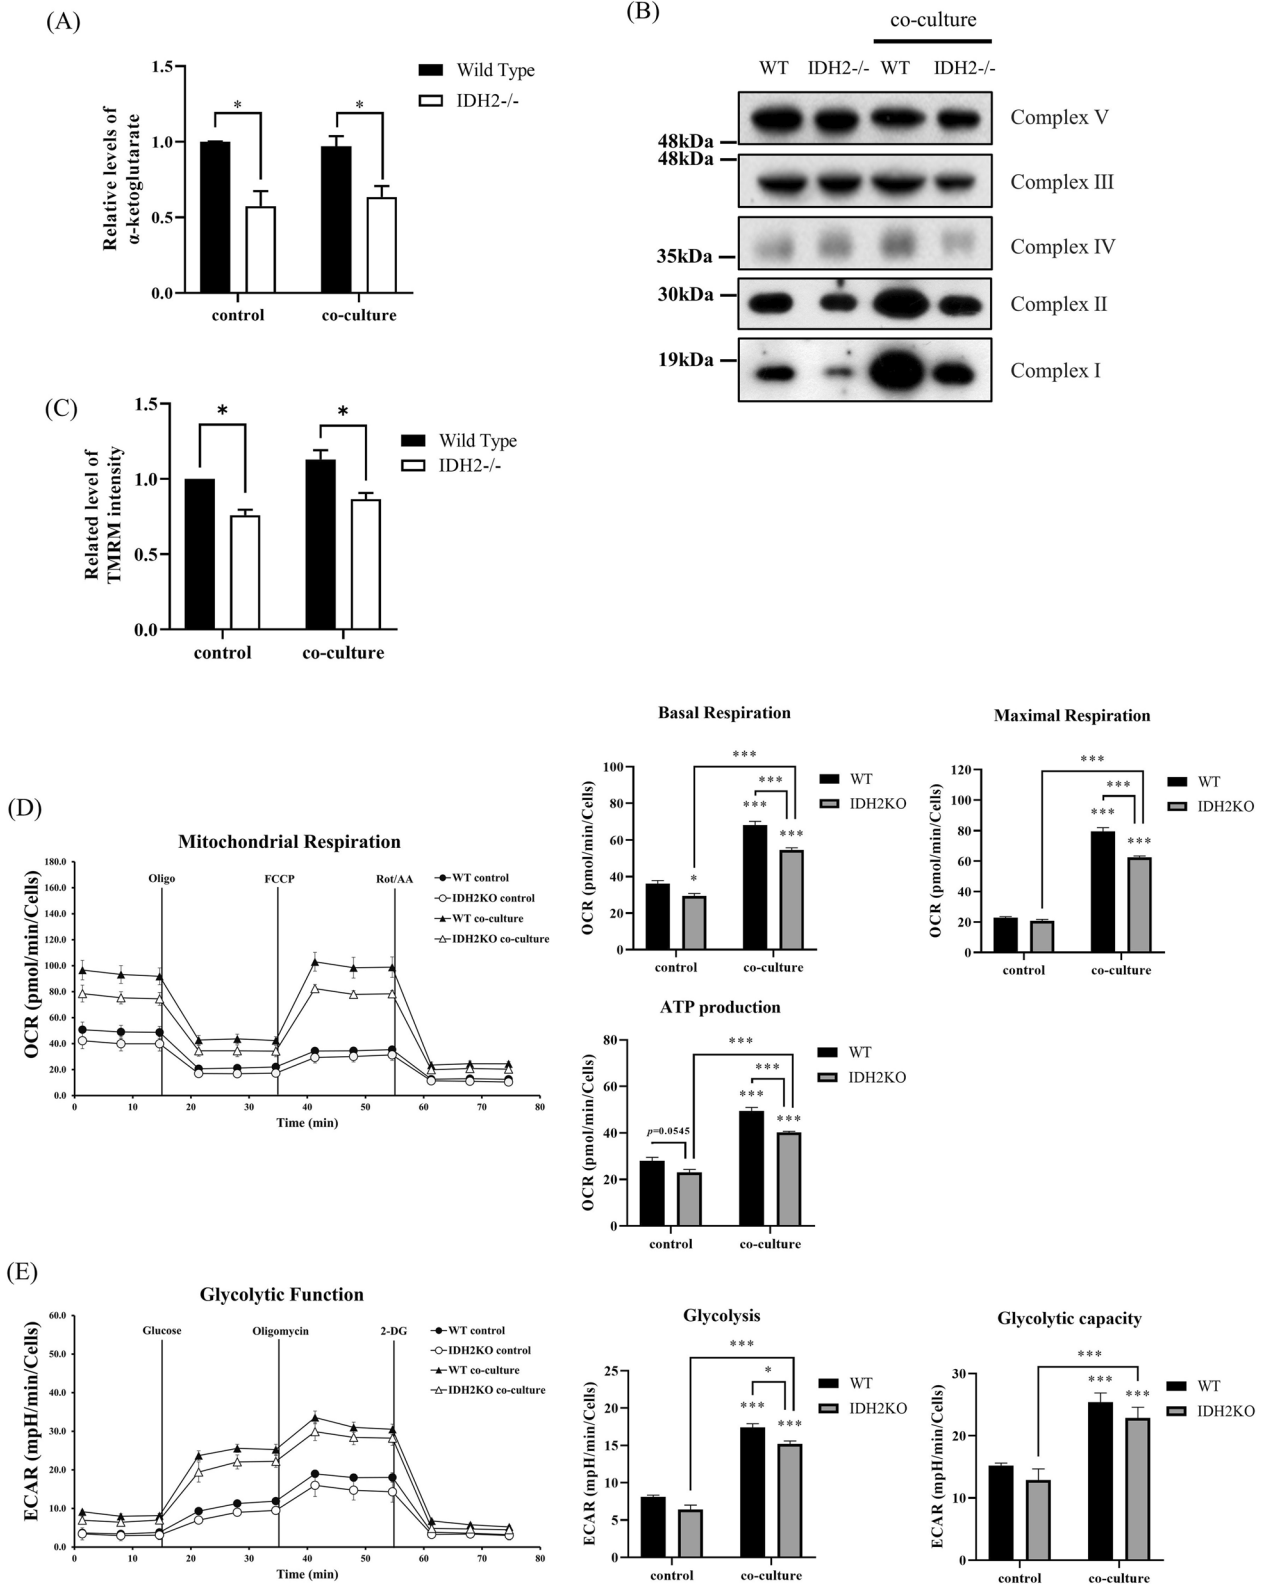 (A)
1.5
1.0
0.5
0.0
Relative levels of
α-ketoglutarate
*
*
control
co-culture
Wild Type
IDH2-/-
(B)
co-culture
WT IDH2-/- WT IDH2-/-
Complex V
48kDa
48kDa
Complex III
Complex IV
35kDa
30kDa
Complex II
19kDa
Complex I
(C)
1.5
1.0
0.5
0.0
Related level of
TMRM intensity
*
*
control
co-culture
Wild Type
IDH2-/-
(D)
Mitochondrial Respiration
OCR (pmol/min/Cells)
180.0
160.0
140.0
120.0
100.0
80.0
60.0
40.0
20.0
0.0
Oligo
FCCP
Rot/AA
WT control
IDH2KO control
WT co-culture
IDH2KO co-culture
0 10 20 30 40 50 60 70 80
Time (min)
Basal Respiration
OCR (pmol/min/Cells)
100
80
60
40
20
0
***
***
***
***
*
control
co-culture
WT
IDH2KO
Maximal Respiration
OCR (pmol/min/Cells)
120
100
80
60
40
20
0
***
***
***
***
control
co-culture
WT
IDH2KO
ATP production
OCR (pmol/min/Cells)
80
60
40
20
0
***
***
***
***
p=0.0545
control
co-culture
WT
IDH2KO
(E)
Glycolytic Function
ECAR (mpH/min/Cells)
60.0
50.0
40.0
30.0
20.0
10.0
0.0
Glucose
Oligomycin
2-DG
WT control
IDH2KO control
WT co-culture
IDH2KO co-culture
0 10 20 30 40 50 60 70 80
Time (min)
Glycolysis
ECAR (mpH/min/Cells)
25
20
15
10
5
0
***
*
***
***
control
co-culture
WT
IDH2KO
Glycolytic capacity
ECAR (mpH/min/Cells)
30
20
10
0
***
***
***
control
co-culture
WT
IDH2KO